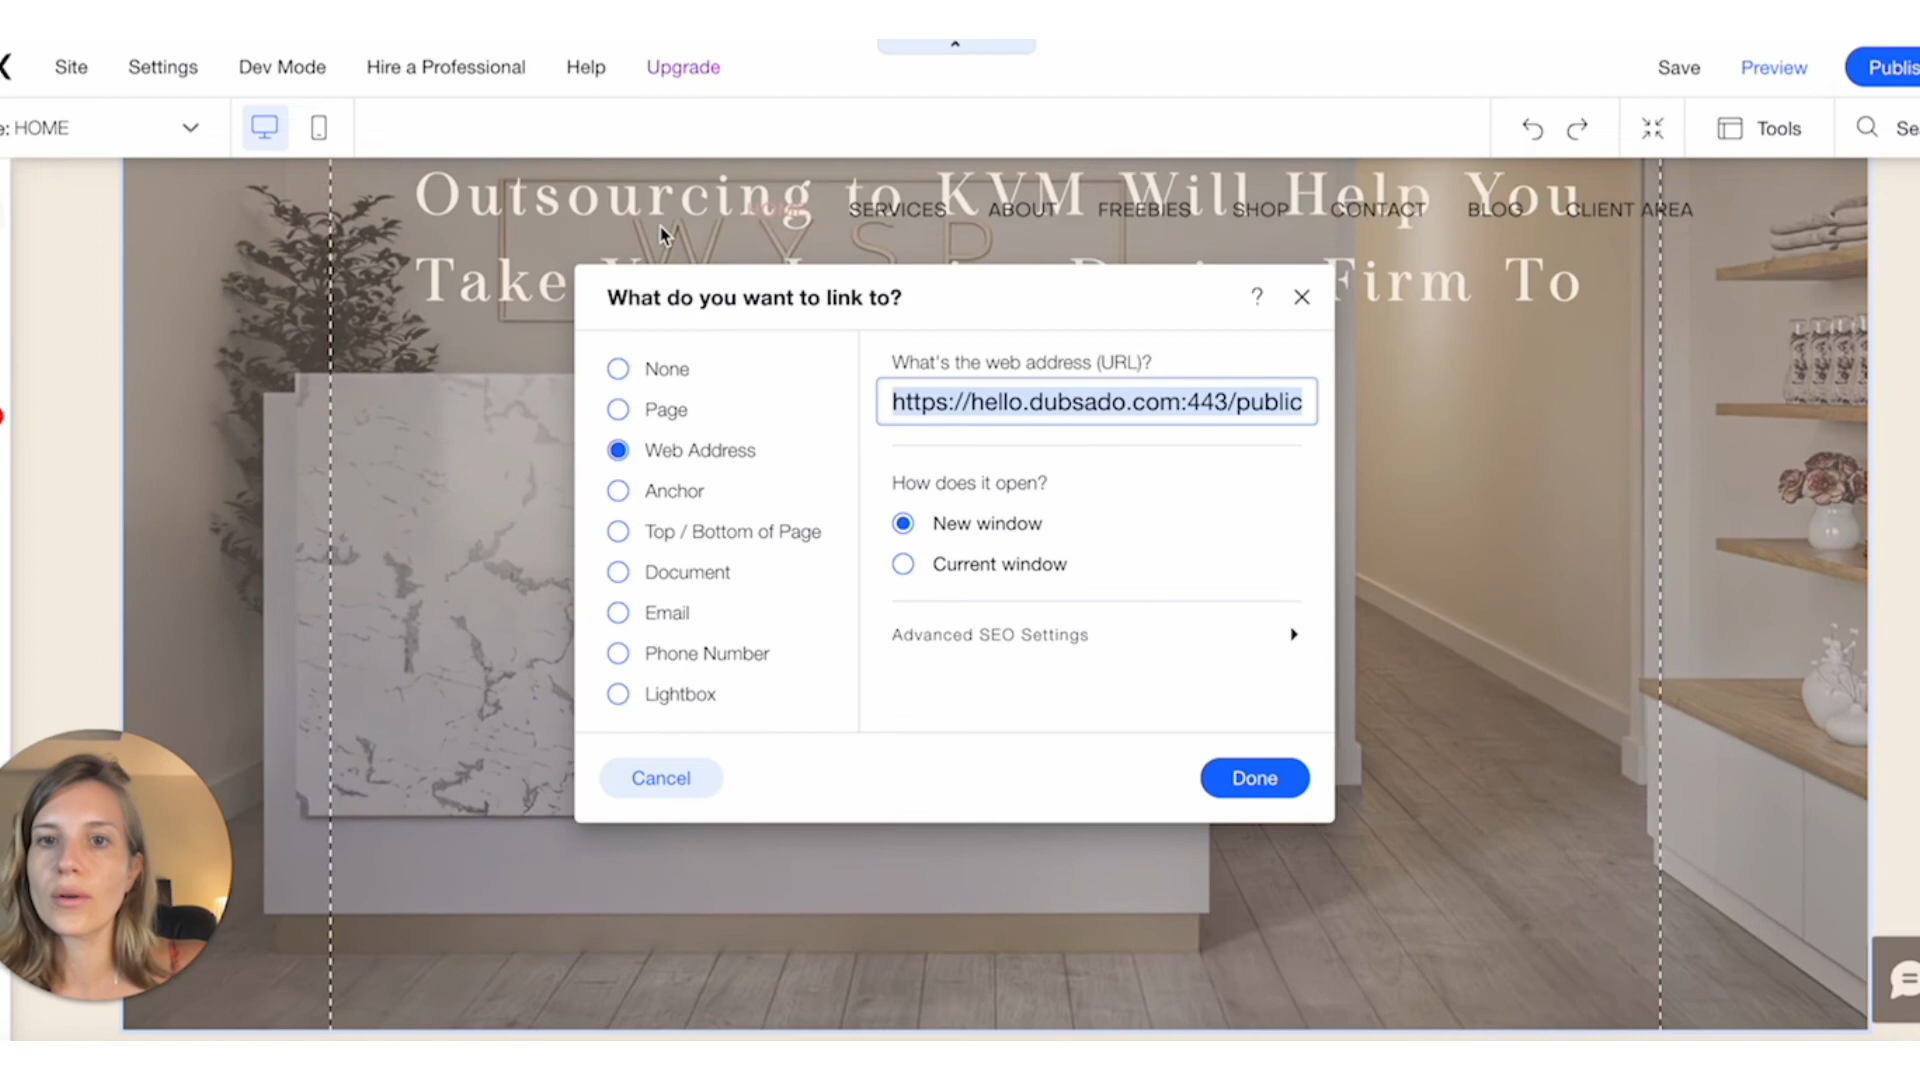 Site Settings Dev Mode Hire a Professional Help Upgrade Save Preview Publis
e: HOME Tools Se
Outsourcing to KVM Will Help You
HOME SERVICES ABOUT FREEBIES SHOP CONTACT BLOG CLIENT AREA
WYSP
Take Firm To
What do you want to link to? ?
None
Page
Web Address
Anchor
Top / Bottom of Page
Document
Email
Phone Number
Lightbox
What's the web address (URL)?
https://hello.dubsado.com:443/public
How does it open?
New window
Current window
Advanced SEO Settings
Cancel Done